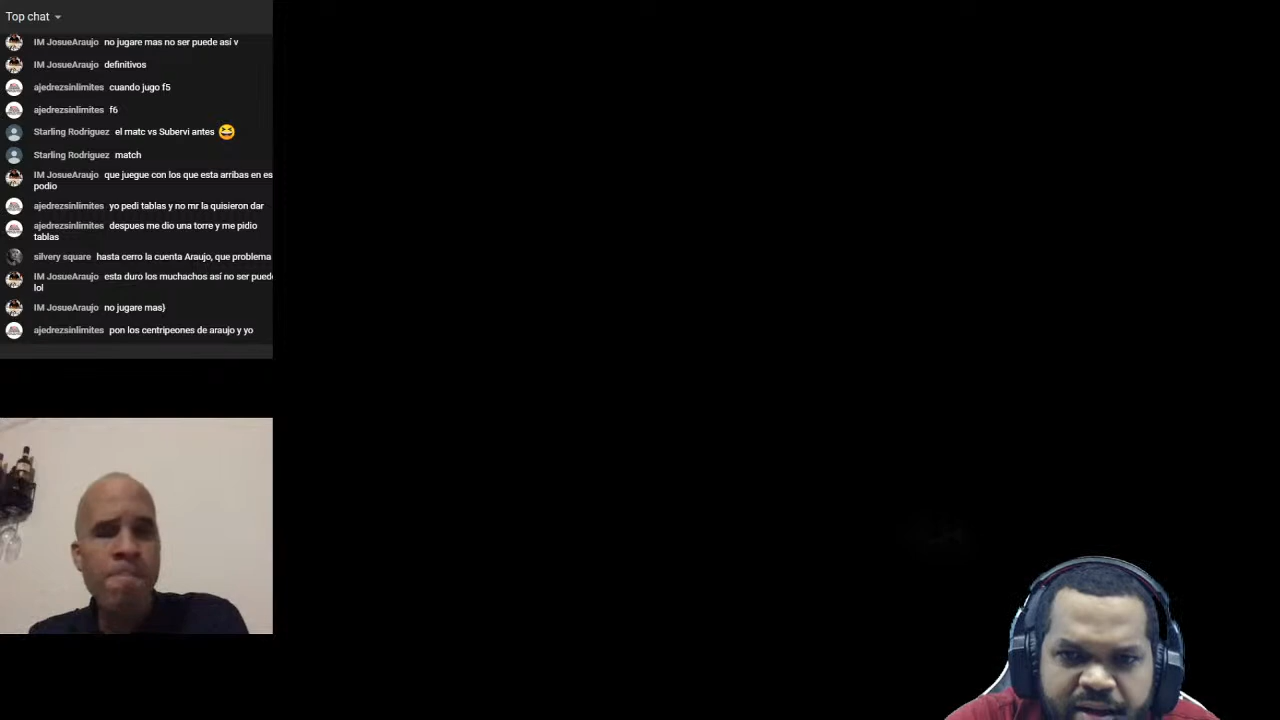 Top chat
IM JosueAraujo no jugare mas no ser puede así v
IM JosueAraujo definitivos
ajedrezsinlimites cuando jugo f5
ajedrezsinlimites f6
Starling Rodriguez el matc vs Subervi antes 😆
Starling Rodriguez match
IM JosueAraujo que juegue con los que esta arribas en es
podio
ajedrezsinlimites yo pedi tablas y no mr la quisieron dar
ajedrezsinlimites despues me dio una torre y me pidio
tablas
silvery square hasta cerro la cuenta Araujo, que problema
IM JosueAraujo esta duro los muchachos así no ser puede
lol
IM JosueAraujo no jugare mas}
ajedrezsinlimites pon los centripeones de araujo y yo